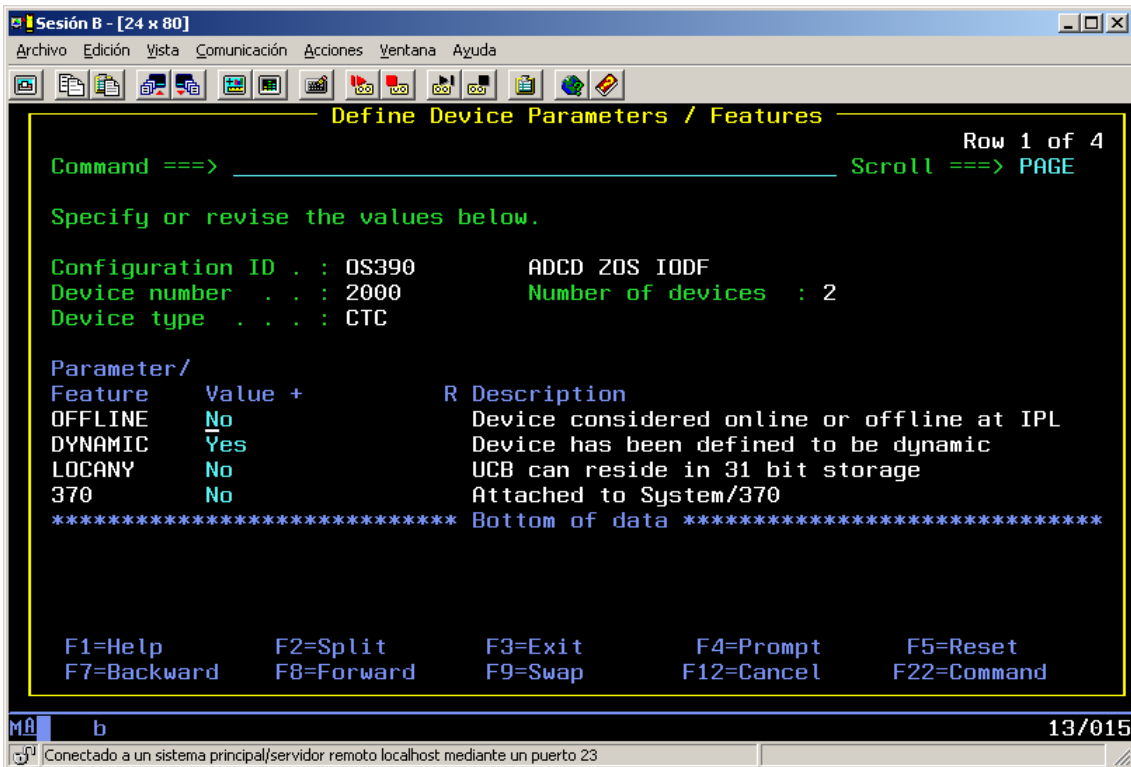 Sesión B - [24 x 80]
Archivo Edición Vista Comunicación Acciones Ventana Ayuda
Define Device Parameters / Features
Row 1 of 4
Command ===> Scroll ===> PAGE
Specify or revise the values below.
Configuration ID . : OS390 ADCD ZOS IODF
Device number . . : 2000 Number of devices : 2
Device type . . . : CTC
Parameter/
Feature Value + R Description
OFFLINE No Device considered online or offline at IPL
DYNAMIC Yes Device has been defined to be dynamic
LOCANY No UCB can reside in 31 bit storage
370 No Attached to System/370
***************************** Bottom of data ******************************
F1=Help F2=Split F3=Exit F4=Prompt F5=Reset
F7=Backward F8=Forward F9=Swap F12=Cancel F22=Command
MA b 13/015
Conectado a un sistema principal/servidor remoto localhost mediante un puerto 23